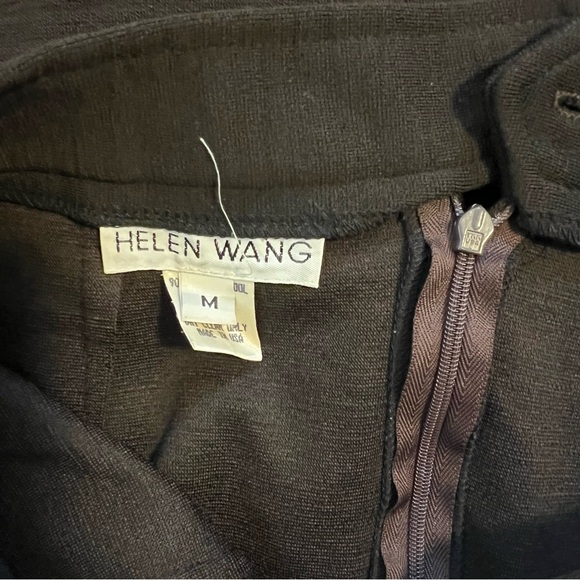 HELEN WANG
M
DRY CLEAN ONLY
MADE IN USA